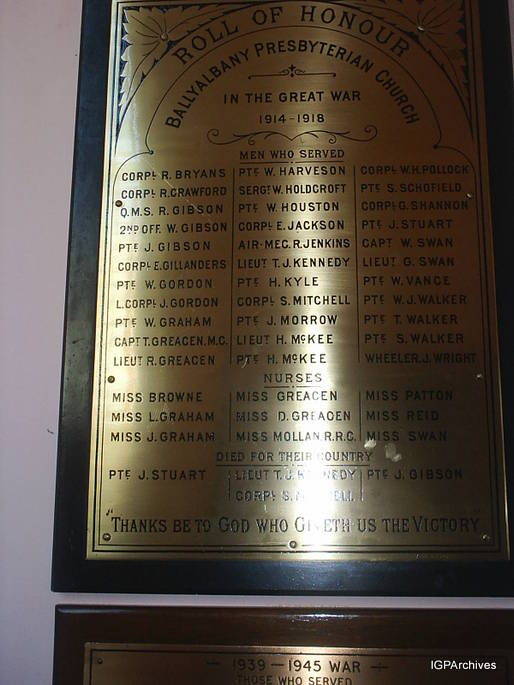 ROLL OF HONOUR
BALLYALBANY PRESBYTERIAN CHURCH
IN THE GREAT WAR
1914-1918
MEN WHO SERVED
CORPL R. BRYANS PTE W. HARVESON CORPL W.H. POLLOCK
CORPL R. CRAWFORD SERGT W. HOLDCROFT PTE S. SCHOFIELD
Q.M.S. R. GIBSON PTE W. HOUSTON CORPL G. SHANNON
2ND OFF. W. GIBSON CORPL E. JACKSON PTE J. STUART
PTE J. GIBSON AIR-MEC. R. JENKINS CAPT W. SWAN
CORPL E. GILLANDERS LIEUT T. J. KENNEDY LIEUT G. SWAN
PTE W. GORDON PTE H. KYLE PTE W. VANCE
L. CORPL J. GORDON CORPL S. MITCHELL PTE W. J. WALKER
PTE W. GRAHAM PTE J. MORROW PTE T. WALKER
CAPT T. GREACEN. M.C. LIEUT H. McKEE PTE S. WALKER
LIEUT R. GREACEN PTE H. McKEE WHEELER. J. WRIGHT
NURSES
MISS BROWNE MISS GREACEN MISS PATTON
MISS L. GRAHAM MISS D. GREACEN MISS REID
MISS J. GRAHAM MISS MOLLAN. R.R.C. MISS SWAN
DIED FOR THEIR COUNTRY
PTE J. STUART LIEUT T. J. KENNEDY PTE J. GIBSON
CORPL S. MITCHELL
"THANKS BE TO GOD WHO GIVETH US THE VICTORY"
1939-1945 WAR
THOSE WHO SERVED
IGPArchives